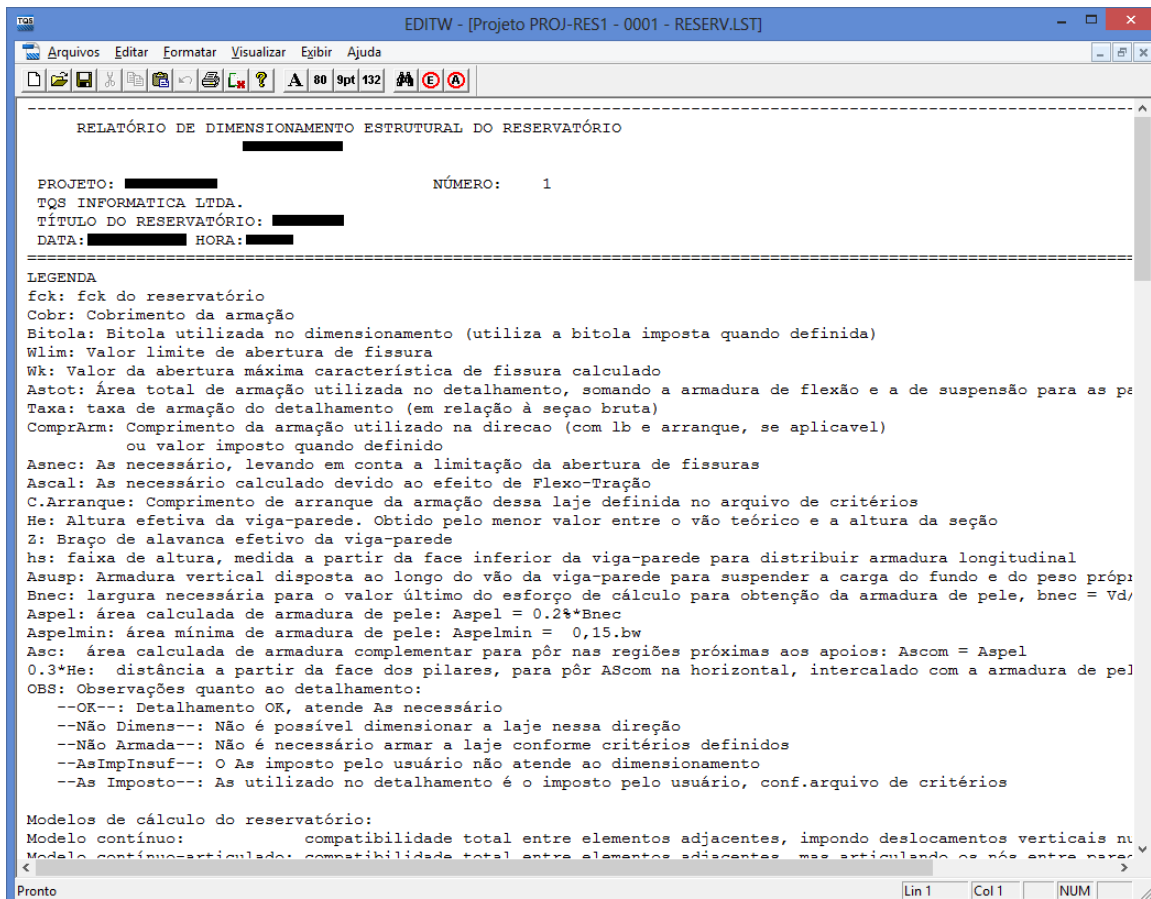 TQS
EDITW - [Projeto PROJ-RES1 - 0001 - RESERV.LST]
Arquivos Editar Formatar Visualizar Exibir Ajuda
A 80 9pt 132 E A
RELATÓRIO DE DIMENSIONAMENTO ESTRUTURAL DO RESERVATÓRIO
PROJETO: NÚMERO: 1
TQS INFORMATICA LTDA.
TÍTULO DO RESERVATÓRIO:
DATA: HORA:
LEGENDA
fck: fck do reservatório
Cobr: Cobrimento da armação
Bitola: Bitola utilizada no dimensionamento (utiliza a bitola imposta quando definida)
Wlim: Valor limite de abertura de fissura
Wk: Valor da abertura máxima característica de fissura calculado
Astot: Área total de armação utilizada no detalhamento, somando a armadura de flexão e a de suspensão para as pa
Taxa: taxa de armação do detalhamento (em relação à seçao bruta)
ComprArm: Comprimento da armação utilizado na direcao (com lb e arranque, se aplicavel)
ou valor imposto quando definido
Asnec: As necessário, levando em conta a limitação da abertura de fissuras
Ascal: As necessário calculado devido ao efeito de Flexo-Tração
C.Arranque: Comprimento de arranque da armação dessa laje definida no arquivo de critérios
He: Altura efetiva da viga-parede. Obtido pelo menor valor entre o vão teórico e a altura da seção
Z: Braço de alavanca efetivo da viga-parede
hs: faixa de altura, medida a partir da face inferior da viga-parede para distribuir armadura longitudinal
Asusp: Armadura vertical disposta ao longo do vão da viga-parede para suspender a carga do fundo e do peso própr
Bnec: largura necessária para o valor último do esforço de cálculo para obtenção da armadura de pele, bnec = Vd/
Aspel: área calculada de armadura de pele: Aspel = 0.2%*Bnec
Aspelmin: área mínima de armadura de pele: Aspelmin = 0,15.bw
Asc: área calculada de armadura complementar para pôr nas regiões próximas aos apoios: Ascom = Aspel
0.3*He: distância a partir da face dos pilares, para pôr AScom na horizontal, intercalado com a armadura de pel
OBS: Observações quanto ao detalhamento:
--OK--: Detalhamento OK, atende As necessário
--Não Dimens--: Não é possível dimensionar a laje nessa direção
--Não Armada--: Não é necessário armar a laje conforme critérios definidos
--AsImpInsuf--: O As imposto pelo usuário não atende ao dimensionamento
--As Imposto--: As utilizado no detalhamento é o imposto pelo usuário, conf.arquivo de critérios
Modelos de cálculo do reservatório:
Modelo contínuo: compatibilidade total entre elementos adjacentes, impondo deslocamentos verticais nu
Modelo contínuo-articulado: compatibilidade total entre elementos adjacentes, mas articulando os nós entre pared
Pronto
Lin 1 Col 1 NUM